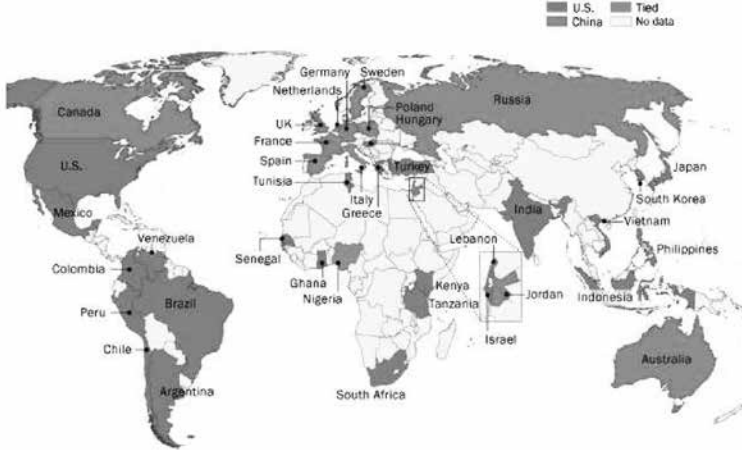 U.S.
Tied
China
No data
Germany
Sweden
Netherlands
Canada
Russia
Poland
Hungary
UK
France
U.S.
Spain
Turkey
Japan
Tunisia
Italy
Greece
South Korea
Mexico
India
Vietnam
Venezuela
Lebanon
Senegal
Philippines
Colombia
Ghana
Kenya
Nigeria
Tanzania
Jordan
Indonesia
Brazil
Peru
Israel
Chile
Australia
Argentina
South Africa